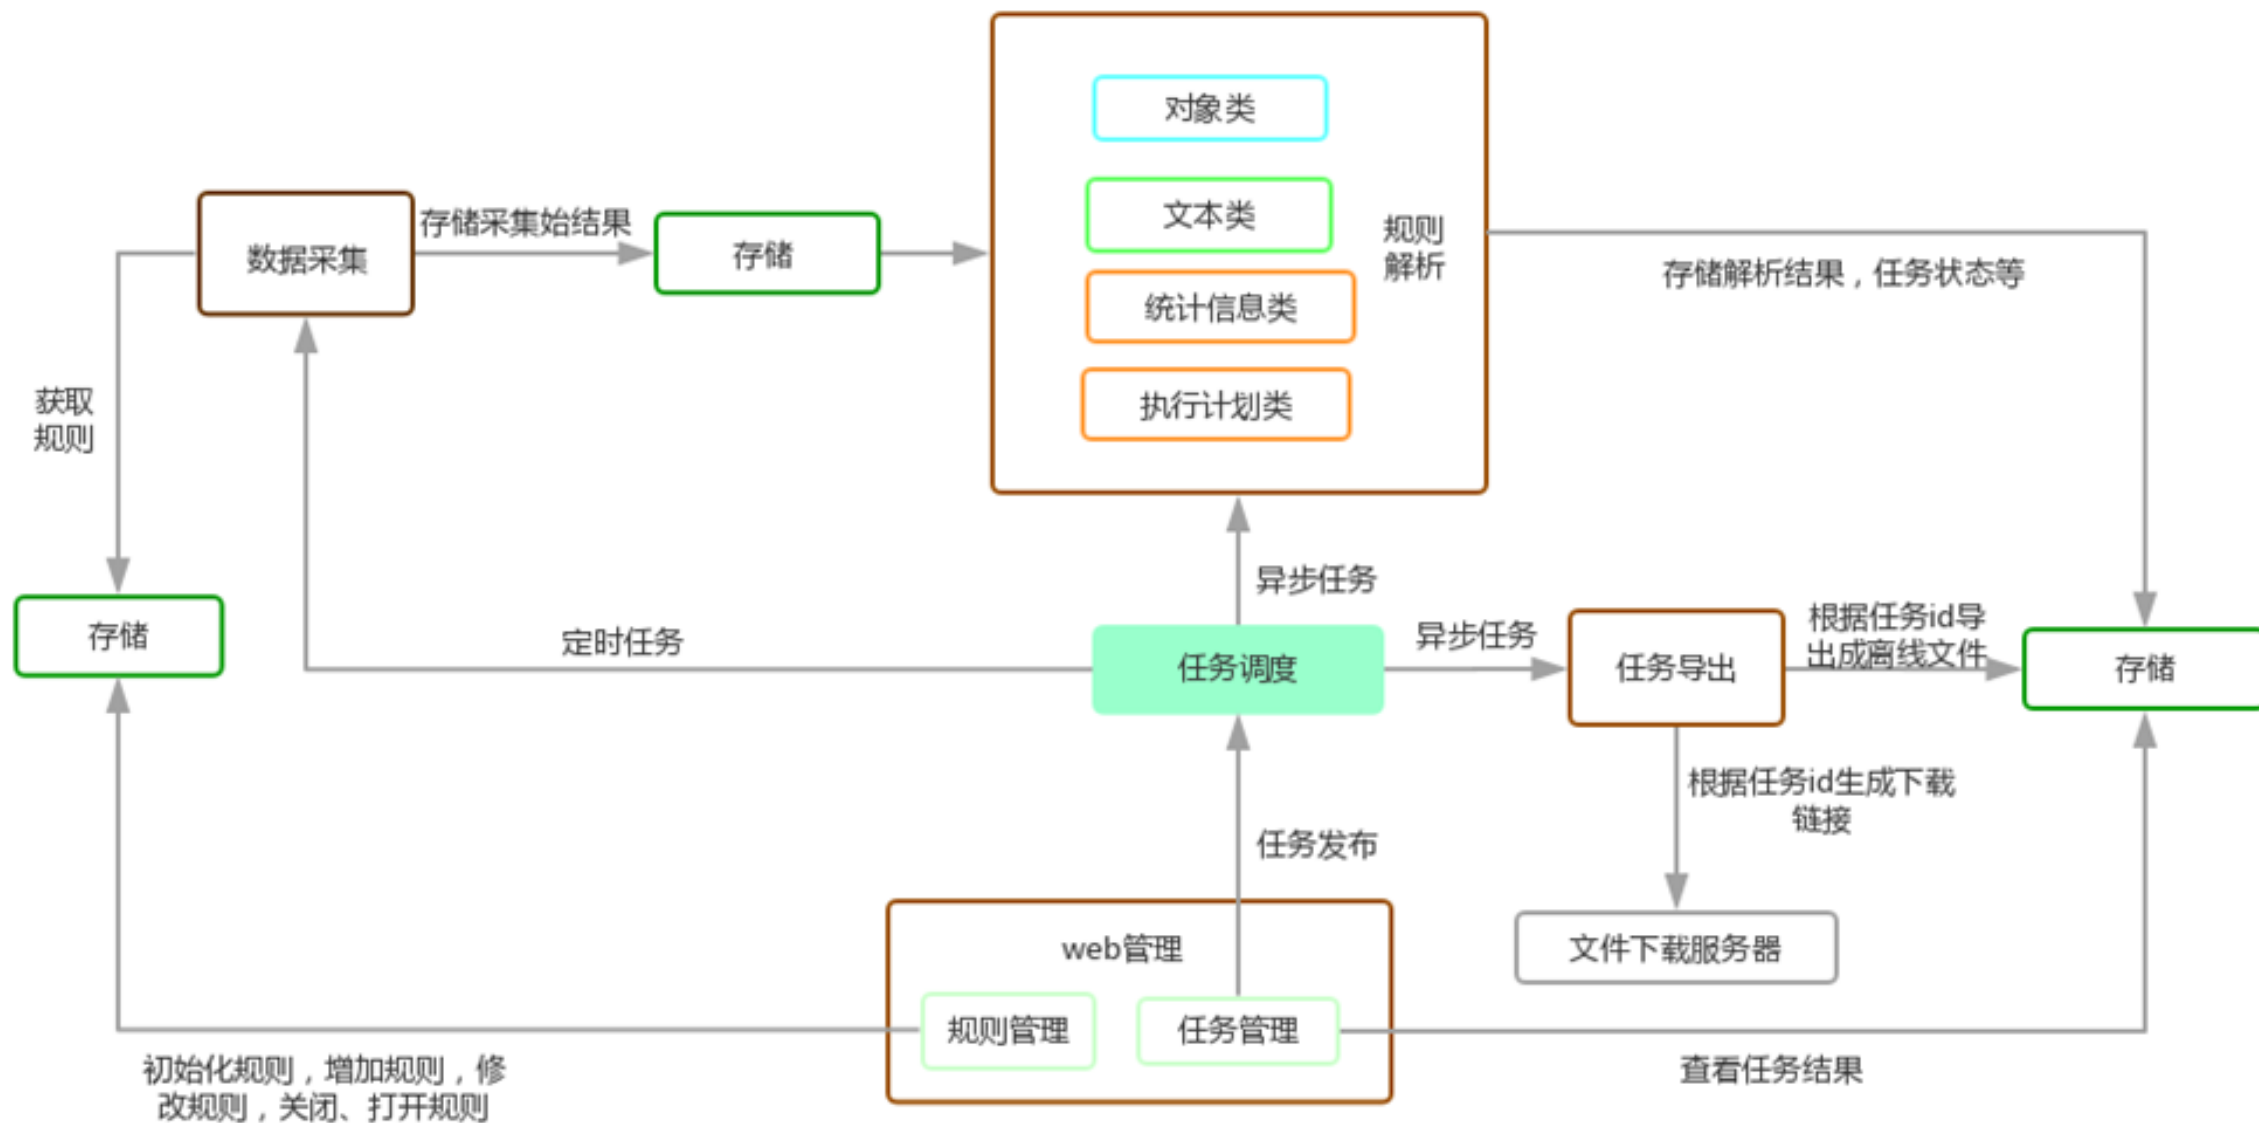 对象类
文本类
规则
解析
统计信息类
执行计划类
数据采集
存储采集始结果
存储
存储解析结果，任务状态等
获取
规则
存储
定时任务
异步任务
任务调度
异步任务
任务导出
根据任务id导
出成离线文件
存储
根据任务id生成下载
链接
任务发布
文件下载服务器
web管理
规则管理
任务管理
初始化规则，增加规则，修
改规则，关闭、打开规则
查看任务结果